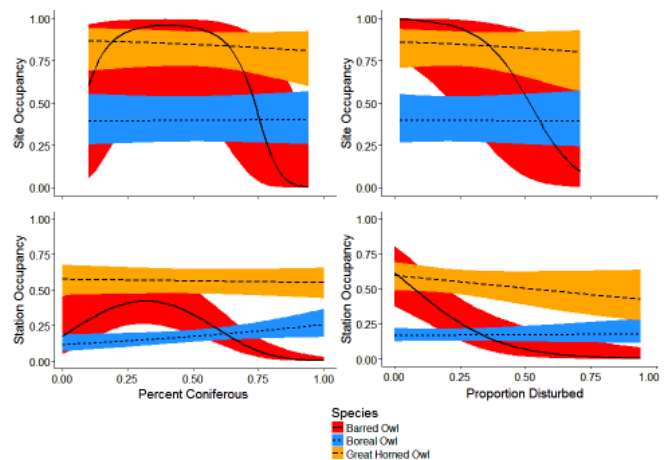 Site Occupancy
1.00
0.75
0.50
0.25
0.00
Site Occupancy
1.00
0.75
0.50
0.25
0.00
Station Occupancy
1.00
0.75
0.50
0.25
0.00
0.00 0.25 0.50 0.75 1.00
Percent Coniferous
Station Occupancy
1.00
0.75
0.50
0.25
0.00
0.00 0.25 0.50 0.75 1.00
Proportion Disturbed
Species
Barred Owl
Boreal Owl
Great Horned Owl